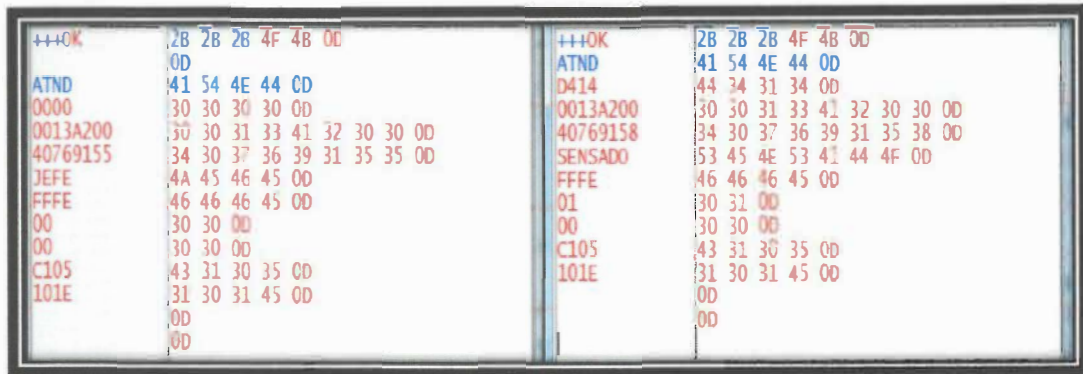 +++OK 2B 2B 2B 4F 4B 0D
0D
ATND 41 54 4E 44 0D
0000 30 30 30 30 0D
0013A200 30 30 31 33 41 32 30 30 0D
40769155 34 30 37 36 39 31 35 35 0D
JEFE 4A 45 46 45 0D
FFFE 46 46 46 45 0D
00 30 30 0D
00 30 30 0D
C105 43 31 30 35 0D
101E 31 30 31 45 0D
0D
0D
+++OK 2B 2B 2B 4F 4B 0D
ATND 41 54 4E 44 0D
D414 44 34 31 34 0D
0013A200 30 30 31 33 41 32 30 30 0D
40769158 34 30 37 36 39 31 35 38 0D
SENSADO 53 45 4E 53 41 44 4F 0D
FFFE 46 46 46 45 0D
01 30 31 0D
00 30 30 0D
C105 43 31 30 35 0D
101E 31 30 31 45 0D
0D
0D